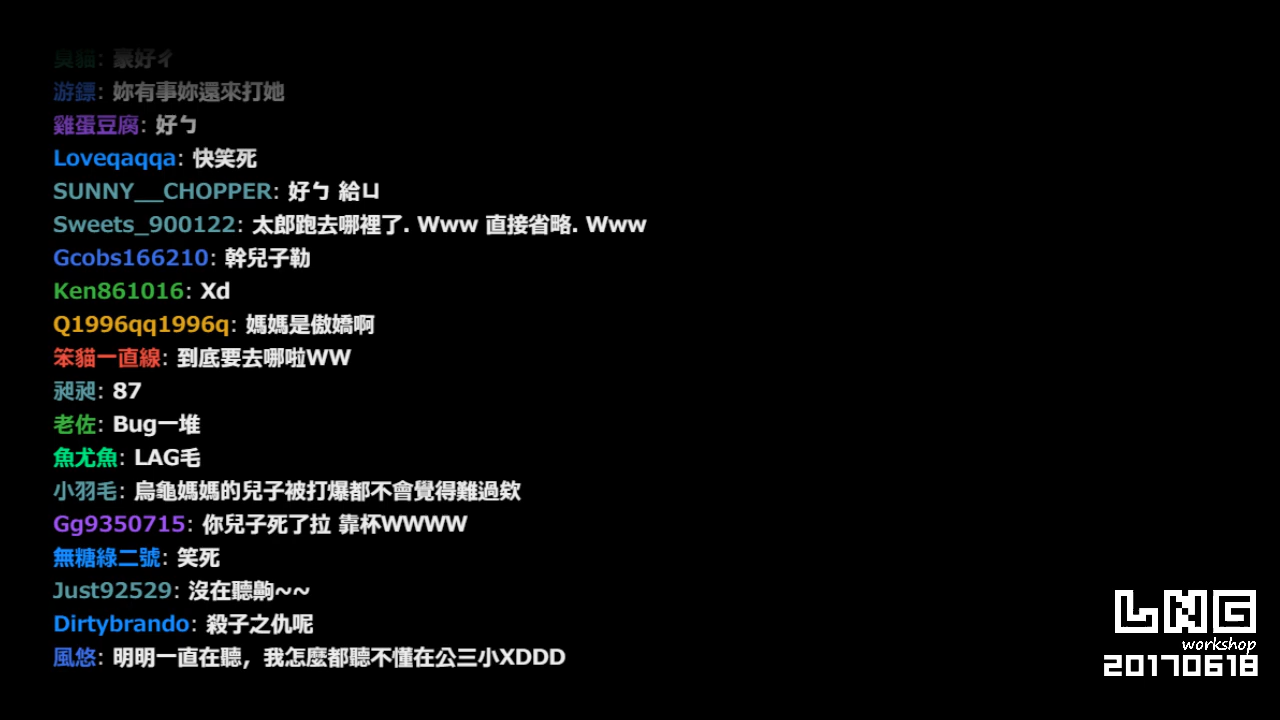 臭貓: 豪好ㄔ
游鏢: 妳有事妳還來打她
雞蛋豆腐: 好ㄅ
Loveqaqqa: 快笑死
SUNNY__CHOPPER: 好ㄅ 給ㄩ
Sweets_900122: 太郎跑去哪裡了. Www 直接省略. Www
Gcobs166210: 幹兒子勒
Ken861016: Xd
Q1996qq1996q: 媽媽是傲嬌啊
笨貓一直線: 到底要去哪啦WW
昶昶: 87
老佐: Bug一堆
魚尤魚: LAG毛
小羽毛: 烏龜媽媽的兒子被打爆都不會覺得難過欸
Gg9350715: 你兒子死了拉 靠杯WWWW
無糖綠二號: 笑死
Just92529: 沒在聽齁~~
Dirtybrando: 殺子之仇呢
風悠: 明明一直在聽，我怎麼都聽不懂在公三小XDDD
LNG
workshop
20170618